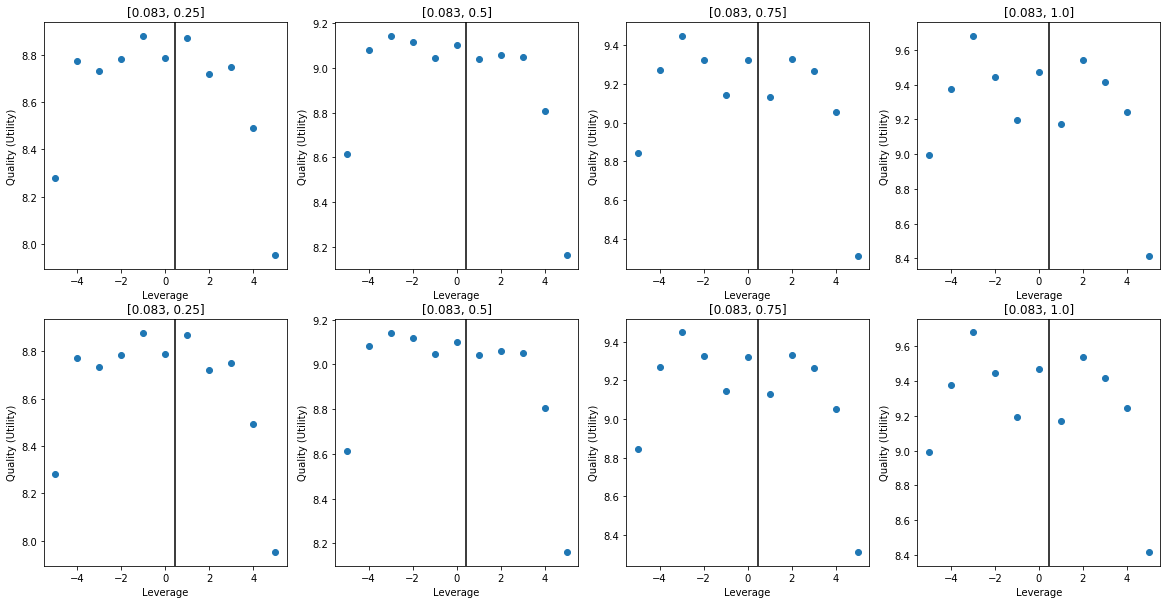 [0.083, 0.25] [0.083, 0.5] [0.083, 0.75] [0.083, 1.0]
Quality (Utility) Quality (Utility) Quality (Utility) Quality (Utility)
8.8 9.2 9.4 9.6
8.6 9.0 9.2 9.4
8.4 8.8 9.0 9.2
8.2 8.6 8.8 9.0
8.0 8.4 8.6 8.8
8.2 8.4 8.6
8.4
−4 −2 0 2 4 −4 −2 0 2 4 −4 −2 0 2 4 −4 −2 0 2 4
Leverage Leverage Leverage Leverage
[0.083, 0.25] [0.083, 0.5] [0.083, 0.75] [0.083, 1.0]
Quality (Utility) Quality (Utility) Quality (Utility) Quality (Utility)
8.8 9.2 9.4 9.6
8.6 9.0 9.2 9.4
8.4 8.8 9.0 9.2
8.2 8.6 8.8 9.0
8.0 8.4 8.6 8.8
8.2 8.4 8.6
8.4
−4 −2 0 2 4 −4 −2 0 2 4 −4 −2 0 2 4 −4 −2 0 2 4
Leverage Leverage Leverage Leverage